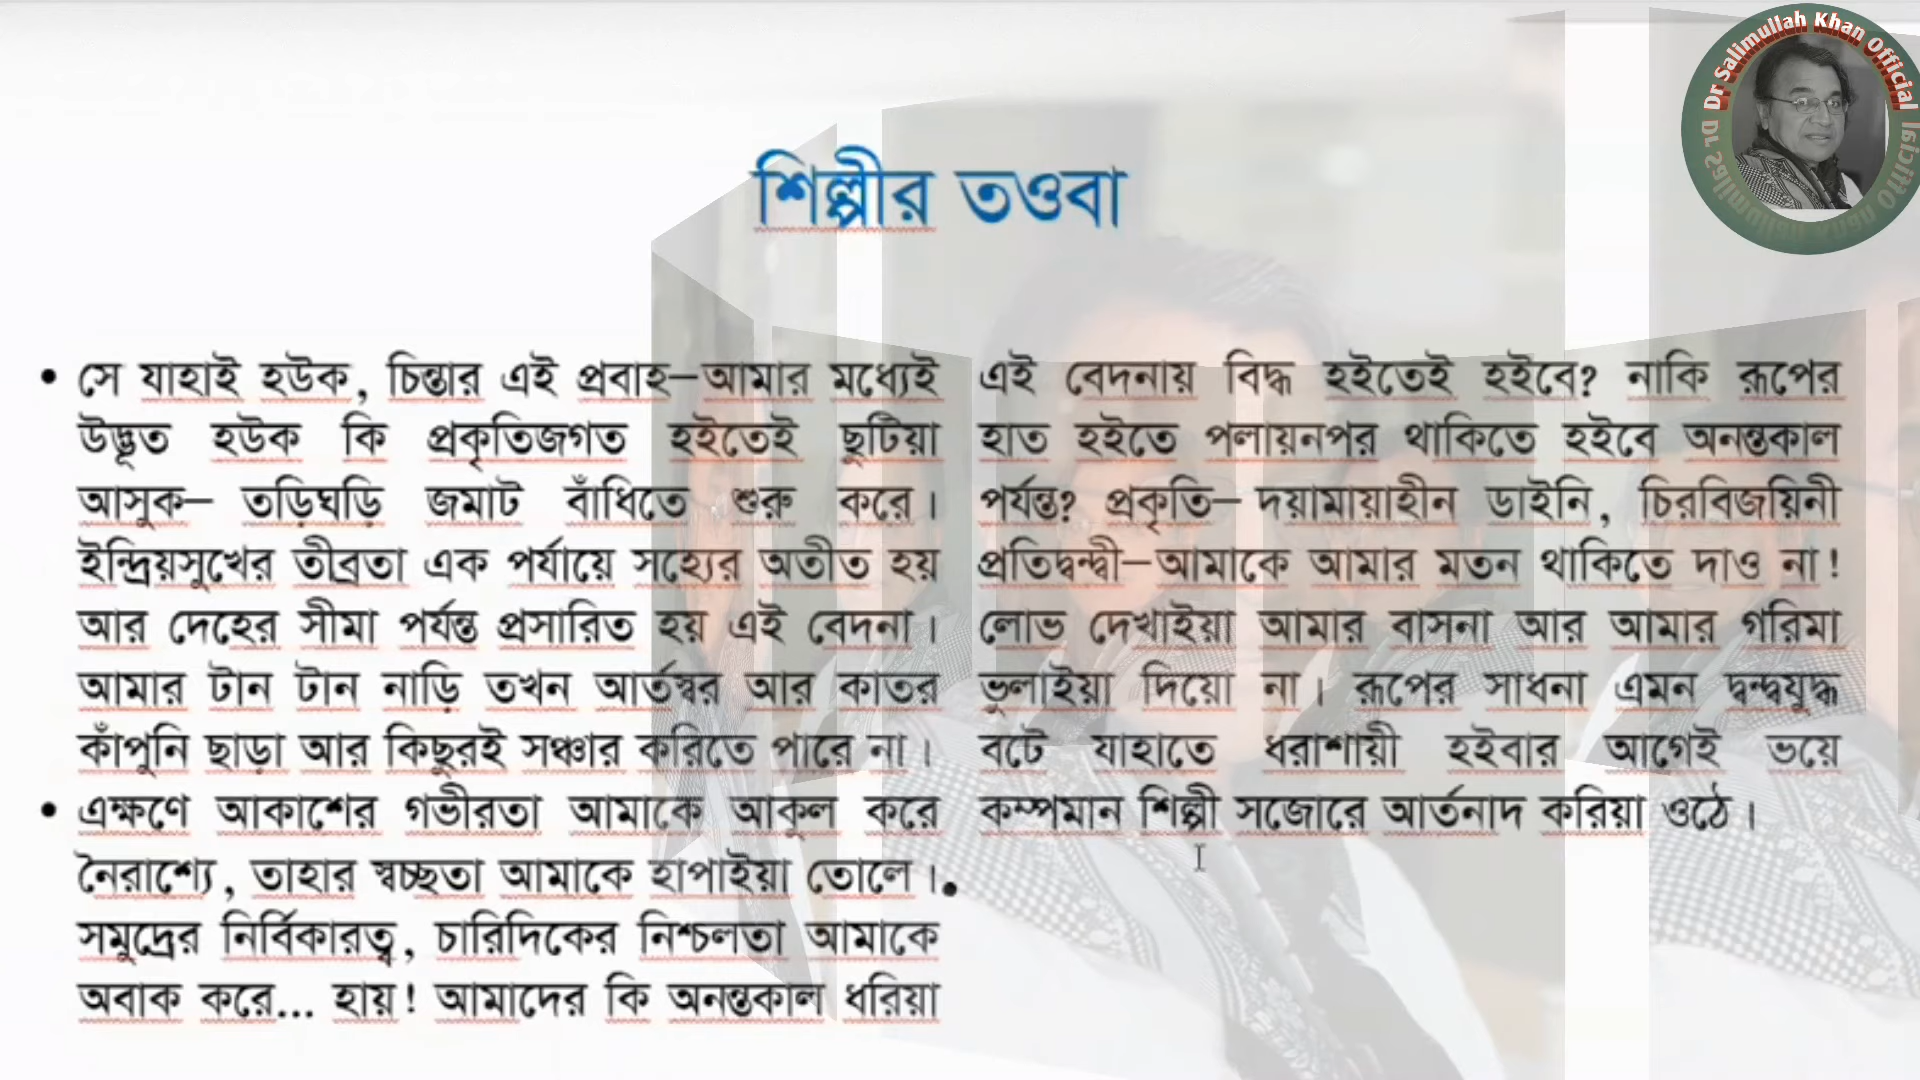 Dr Salimullah Khan Official
শিল্পীর তওবা
• সে যাহাই হউক, চিন্তার এই প্রবাহ—আমার মধ্যেই
উদ্ভূত হউক কি প্রকৃতিজগত হইতেই ছুটিয়া
আসুক— তড়িঘড়ি জমাট বাঁধিতে শুরু করে।
ইন্দ্রিয়সুখের তীব্রতা এক পর্যায়ে সহ্যের অতীত হয়
আর দেহের সীমা পর্যন্ত প্রসারিত হয় এই বেদনা।
আমার টান টান নাড়ি তখন আর্তস্বর আর কাতর
কাঁপুনি ছাড়া আর কিছুরই সঞ্চার করিতে পারে না।
• এক্ষণে আকাশের গভীরতা আমাকে আকুল করে
নৈরাশ্যে, তাহার স্বচ্ছতা আমাকে হাপাইয়া তোলে।
সমুদ্রের নির্বিকারত্ব, চারিদিকের নিশ্চলতা আমাকে
অবাক করে... হায়! আমাদের কি অনন্তকাল ধরিয়া
এই বেদনায় বিদ্ধ হইতেই হইবে? নাকি রূপের
হাত হইতে পলায়নপর থাকিতে হইবে অনন্তকাল
পর্যন্ত? প্রকৃতি— দয়ামায়াহীন ডাইনি, চিরবিজয়িনী
প্রতিদ্বন্দ্বী—আমাকে আমার মতন থাকিতে দাও না!
লোভ দেখাইয়া আমার বাসনা আর আমার গরিমা
ভুলাইয়া দিয়ো না। রূপের সাধনা এমন দ্বন্দ্বযুদ্ধ
বটে যাহাতে ধরাশায়ী হইবার আগেই ভয়ে
কম্পমান শিল্পী সজোরে আর্তনাদ করিয়া ওঠে।
•